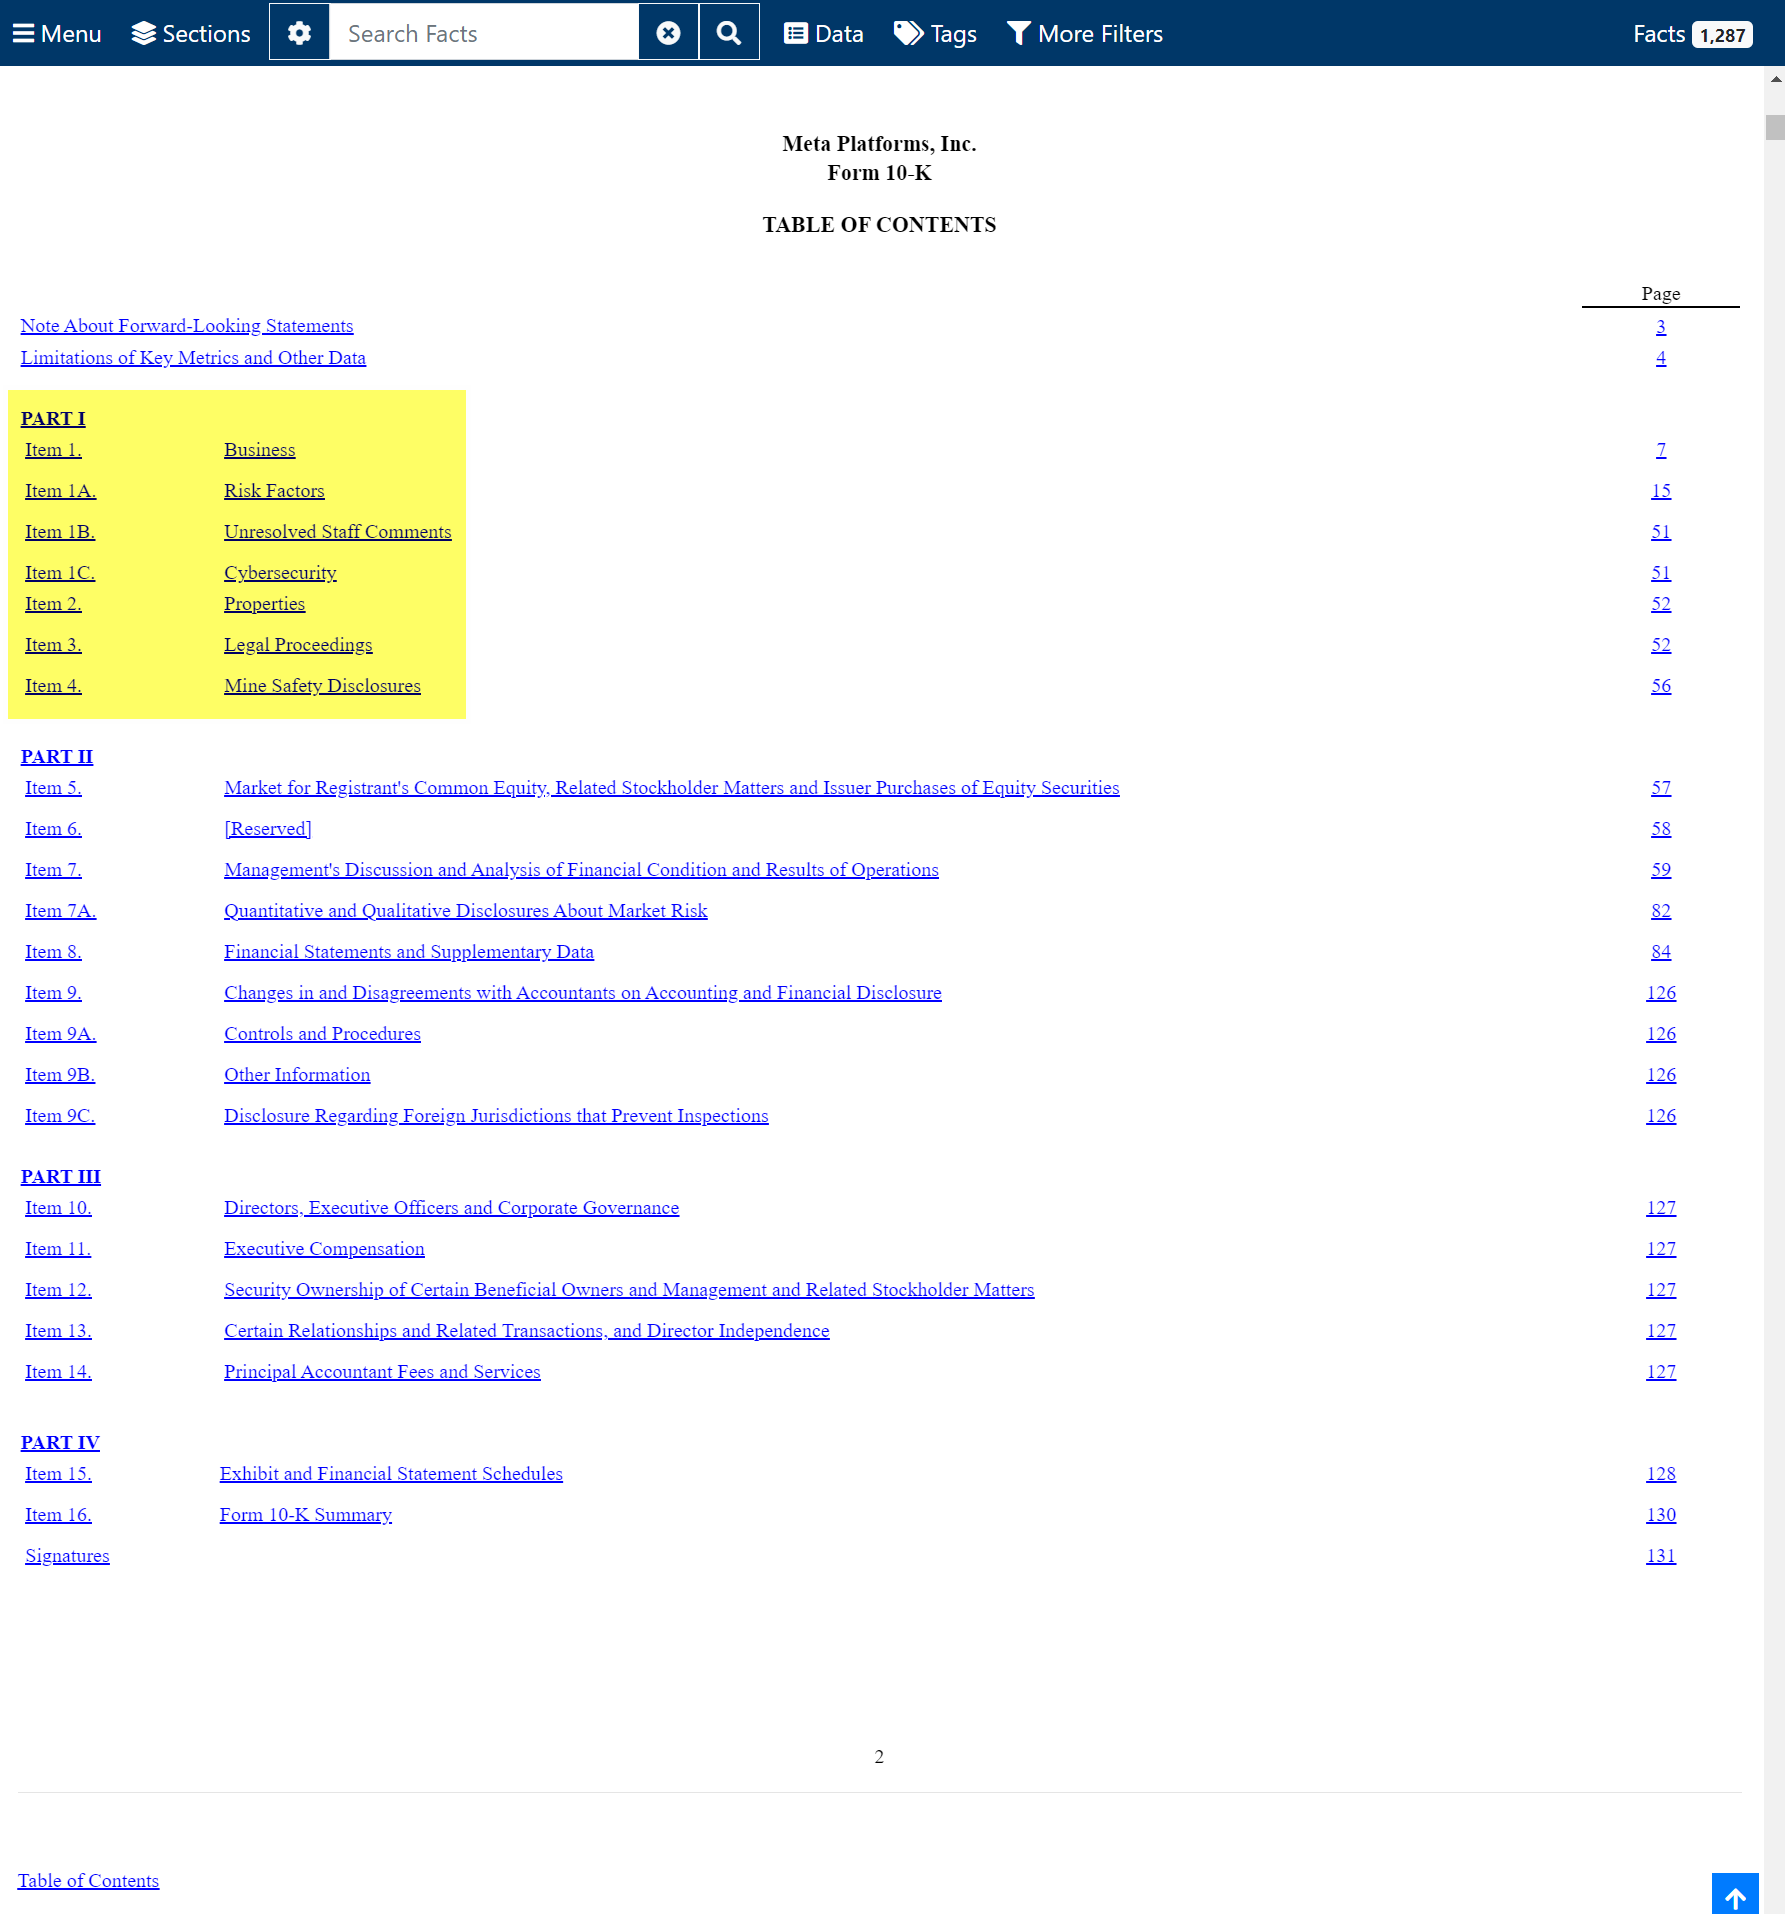 Menu Sections Search Facts Data Tags More Filters Facts 1,287
Meta Platforms, Inc.
Form 10-K
TABLE OF CONTENTS
Page
Note About Forward-Looking Statements 3
Limitations of Key Metrics and Other Data 4
PART I
Item 1. Business 7
Item 1A. Risk Factors 15
Item 1B. Unresolved Staff Comments 51
Item 1C. Cybersecurity 51
Item 2. Properties 52
Item 3. Legal Proceedings 52
Item 4. Mine Safety Disclosures 56
PART II
Item 5. Market for Registrant's Common Equity, Related Stockholder Matters and Issuer Purchases of Equity Securities 57
Item 6. [Reserved] 58
Item 7. Management's Discussion and Analysis of Financial Condition and Results of Operations 59
Item 7A. Quantitative and Qualitative Disclosures About Market Risk 82
Item 8. Financial Statements and Supplementary Data 84
Item 9. Changes in and Disagreements with Accountants on Accounting and Financial Disclosure 126
Item 9A. Controls and Procedures 126
Item 9B. Other Information 126
Item 9C. Disclosure Regarding Foreign Jurisdictions that Prevent Inspections 126
PART III
Item 10. Directors, Executive Officers and Corporate Governance 127
Item 11. Executive Compensation 127
Item 12. Security Ownership of Certain Beneficial Owners and Management and Related Stockholder Matters 127
Item 13. Certain Relationships and Related Transactions, and Director Independence 127
Item 14. Principal Accountant Fees and Services 127
PART IV
Item 15. Exhibit and Financial Statement Schedules 128
Item 16. Form 10-K Summary 130
Signatures 131
2
Table of Contents